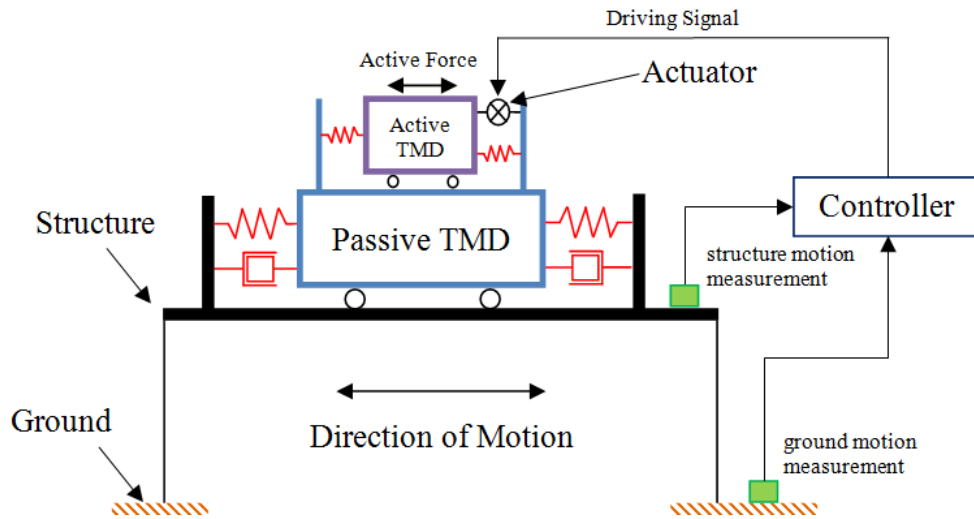 Driving Signal
Active Force
Actuator
Active
TMD
Structure
Passive TMD
Controller
structure motion
measurement
Direction of Motion
Ground
ground motion
measurement